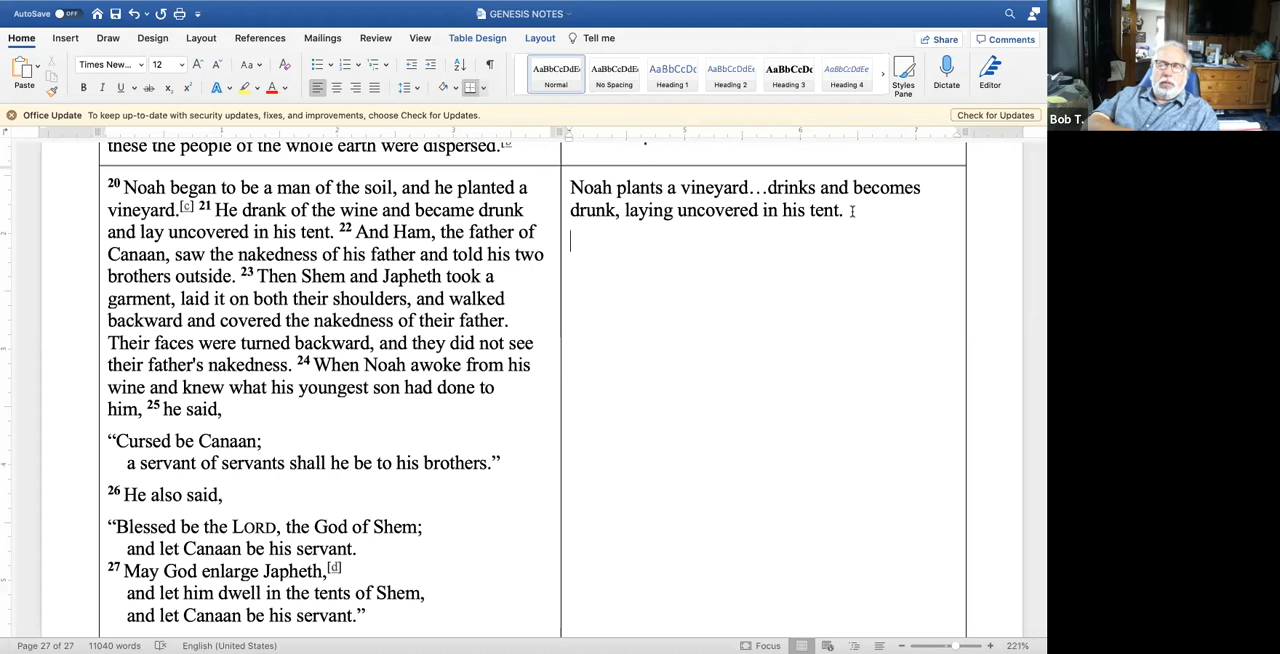 AutoSave OFF GENESIS NOTES
Home Insert Draw Design Layout References Mailings Review View Table Design Layout Tell me Share Comments
Paste Times New... 12 Aa AaBbCcDdEe Normal AaBbCcDdEe No Spacing AaBbCcDc Heading 1 AaBbCcDdEe Heading 2 AaBbCcDc Heading 3 AaBbCcDdEe Heading 4 Styles Pane Dictate Editor
Office Update To keep up-to-date with security updates, fixes, and improvements, choose Check for Updates. Check for Updates
Bob T.
1 2 3 5 6 7
these the people of the whole earth were dispersed.
20 Noah began to be a man of the soil, and he planted a
vineyard.[c] 21 He drank of the wine and became drunk
and lay uncovered in his tent. 22 And Ham, the father of
Canaan, saw the nakedness of his father and told his two
brothers outside. 23 Then Shem and Japheth took a
garment, laid it on both their shoulders, and walked
backward and covered the nakedness of their father.
Their faces were turned backward, and they did not see
their father's nakedness. 24 When Noah awoke from his
wine and knew what his youngest son had done to
him, 25 he said,
“Cursed be Canaan;
a servant of servants shall he be to his brothers.”
26 He also said,
“Blessed be the LORD, the God of Shem;
and let Canaan be his servant.
27 May God enlarge Japheth,[d]
and let him dwell in the tents of Shem,
and let Canaan be his servant.”
Noah plants a vineyard…drinks and becomes
drunk, laying uncovered in his tent.
Page 27 of 27 11040 words English (United States) Focus 221%